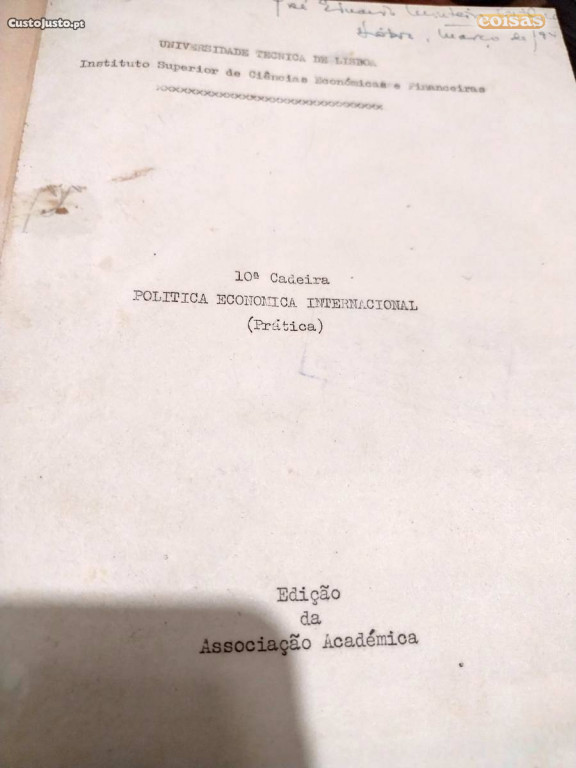 CustoJusto.pt
coisas
UNIVERSIDADE TECNICA DE LISBOA
Instituto Superior de Ciências Económicas e Financeiras
10ª Cadeira
POLITICA ECONOMICA INTERNACIONAL
(Prática)
Edição
da
Associação Académica